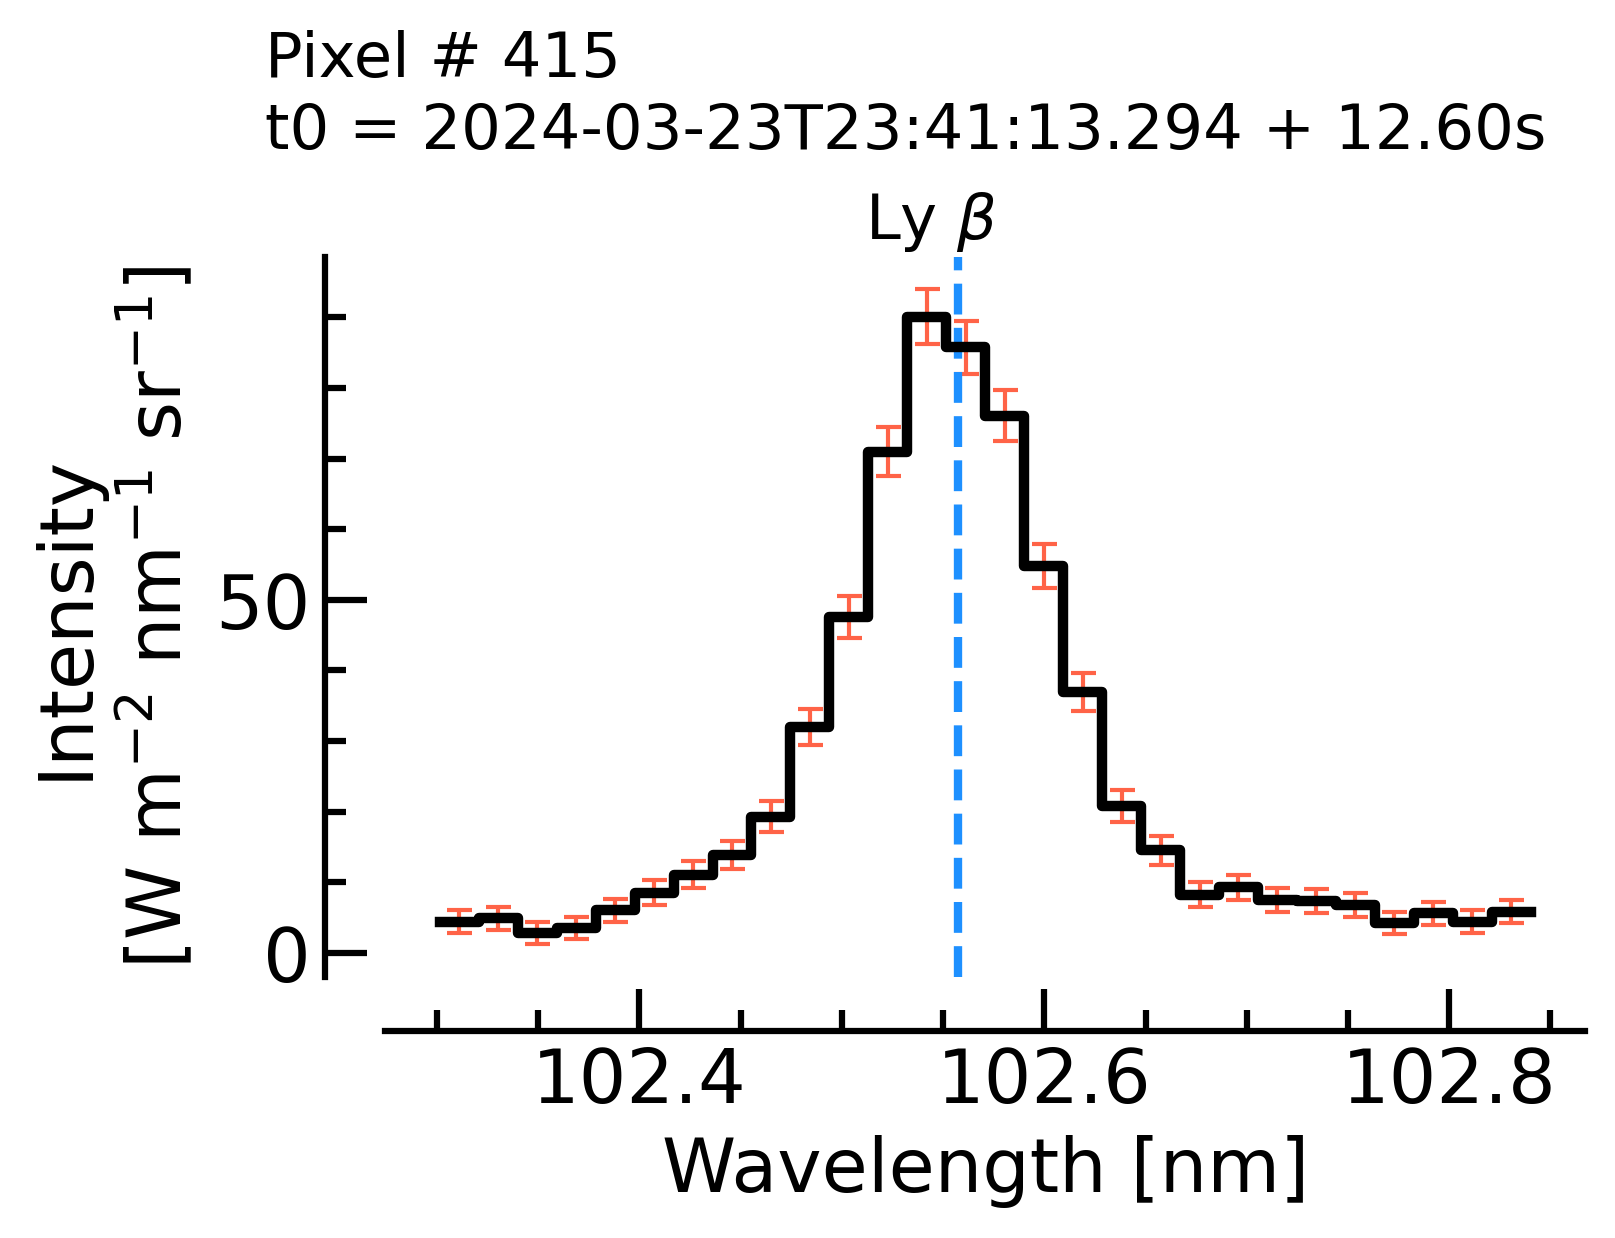 Pixel # 415
t0 = 2024-03-23T23:41:13.294 + 12.60s
Ly β
Intensity
[W m⁻² nm⁻¹ sr⁻¹]
50
0
102.4 102.6 102.8
Wavelength [nm]